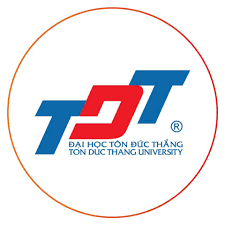 TDT ®
ĐẠI HỌC TÔN ĐỨC THẮNG
TON DUC THANG UNIVERSITY